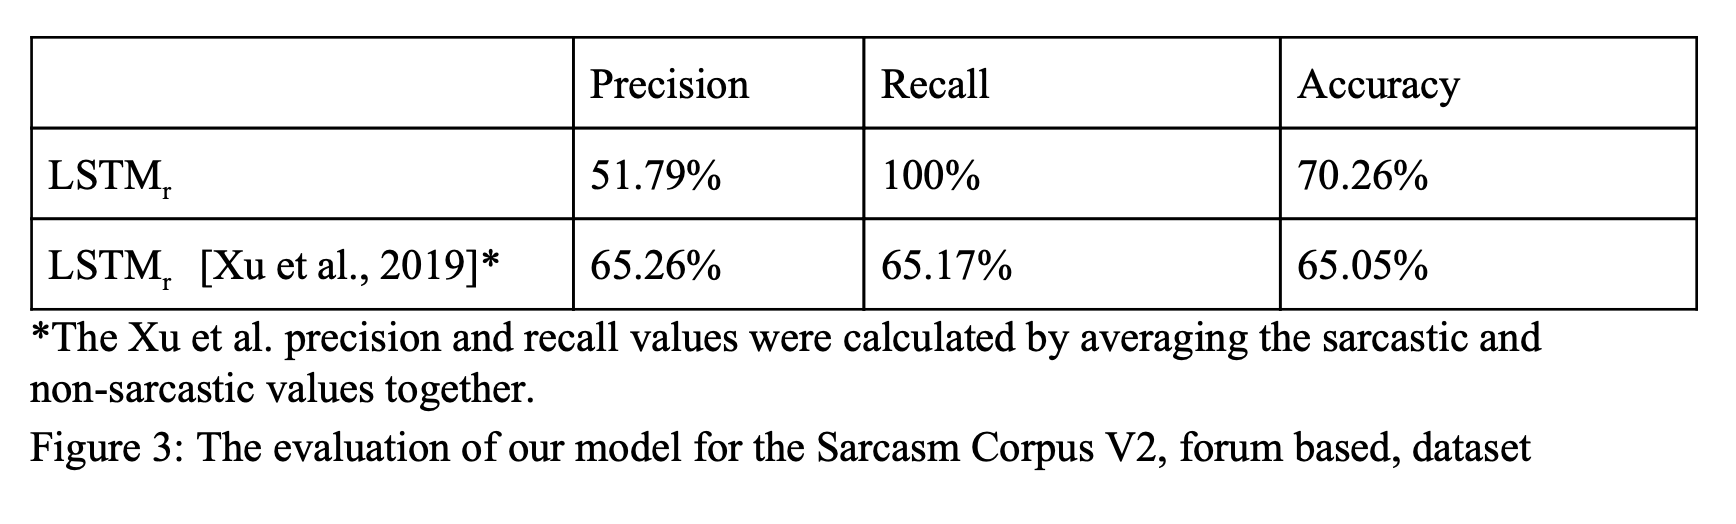 Precision Recall Accuracy
LSTMr 51.79% 100% 70.26%
LSTMr [Xu et al., 2019]* 65.26% 65.17% 65.05%
*The Xu et al. precision and recall values were calculated by averaging the sarcastic and
non-sarcastic values together.
Figure 3: The evaluation of our model for the Sarcasm Corpus V2, forum based, dataset